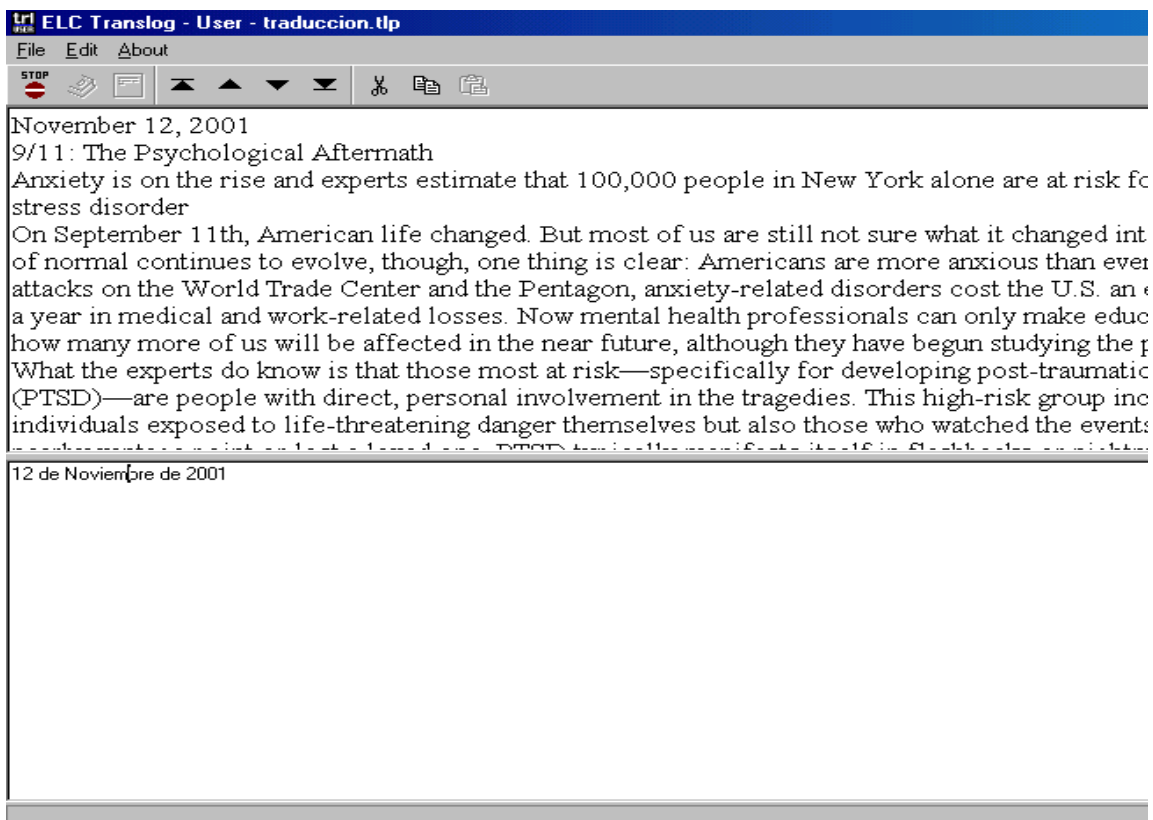 ELC Translog - User - traduccion.tlp
File Edit About
STOP
November 12, 2001
9/11: The Psychological Aftermath
Anxiety is on the rise and experts estimate that 100,000 people in New York alone are at risk
stress disorder
On September 11th, American life changed. But most of us are still not sure what it changed
of normal continues to evolve, though, one thing is clear: Americans are more anxious than
attacks on the World Trade Center and the Pentagon, anxiety-related disorders cost the U.S. an
a year in medical and work-related losses. Now mental health professionals can only make
how many more of us will be affected in the near future, although they have begun studying the
What the experts do know is that those most at risk—specifically for developing
(PTSD)—are people with direct, personal involvement in the tragedies. This high-risk group
individuals exposed to life-threatening danger themselves but also those who watched the events
12 de Noviembre de 2001